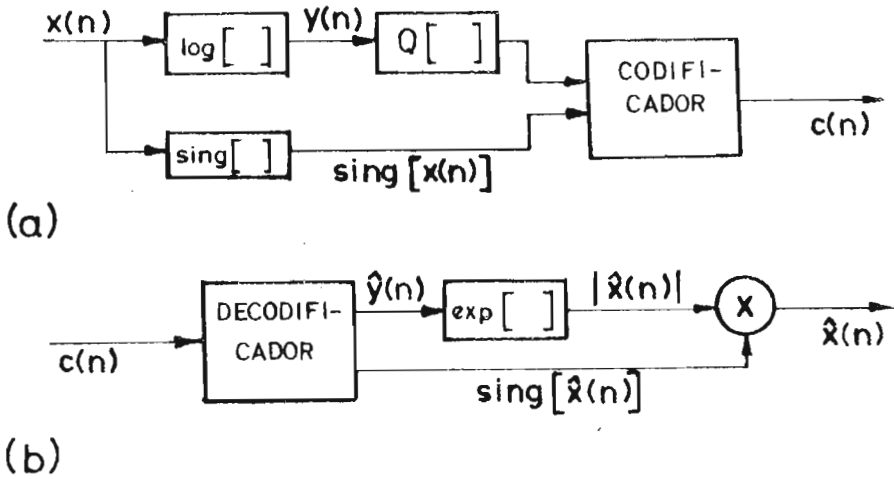 x(n)
log [ ]
y(n)
Q [ ]
CODIFI-
CADOR
c(n)
sing[ ]
sing [x(n)]
(a)
DECODIFI-
CADOR
c(n)
ŷ(n)
exp [ ]
|x̂(n)|
X
x̂(n)
sing[x̂(n)]
(b)